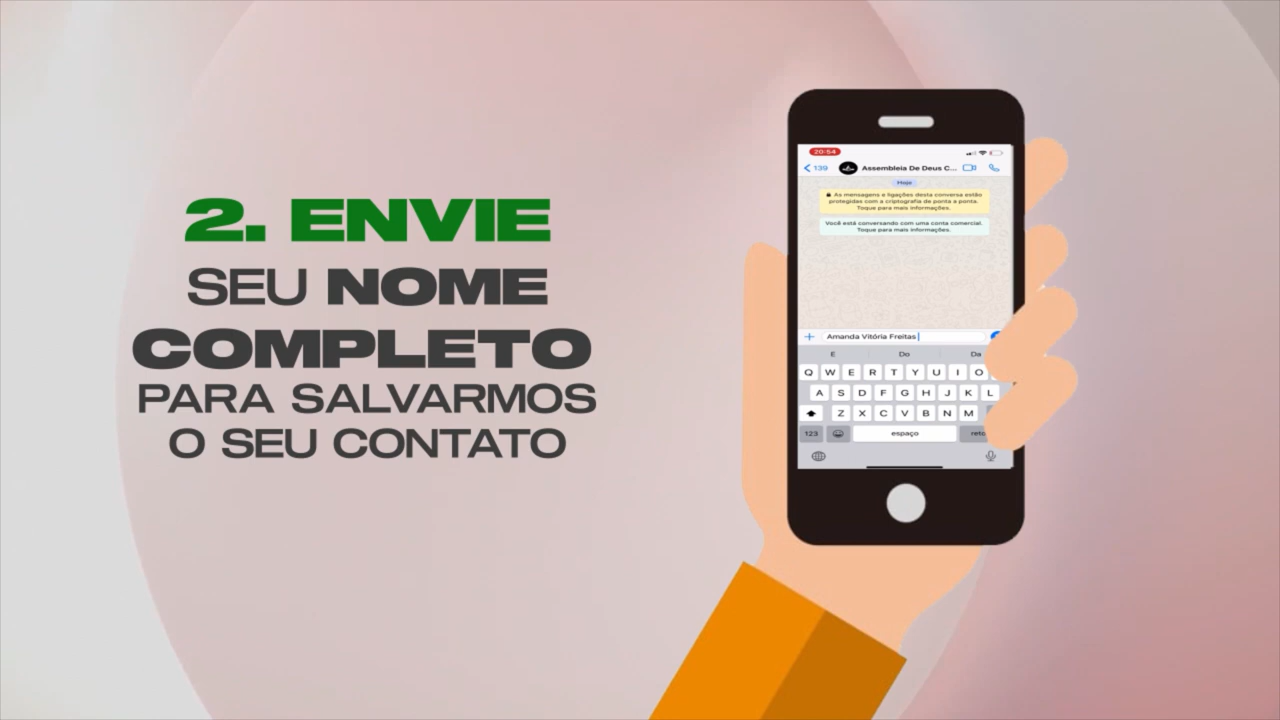 2. ENVIE
SEU NOME
COMPLETO
PARA SALVARMOS
O SEU CONTATO
20:54
139
Assembleia De Deus C...
Hoje
As mensagens e ligações desta conversa estão
protegidas com a criptografia de ponta a ponta.
Toque para mais informações.
Você está conversando com uma conta comercial.
Toque para mais informações.
Amanda Vitória Freitas
E Do Da
Q W E R T Y U I O
A S D F G H J K L
Z X C V B N M
123 espaço reto